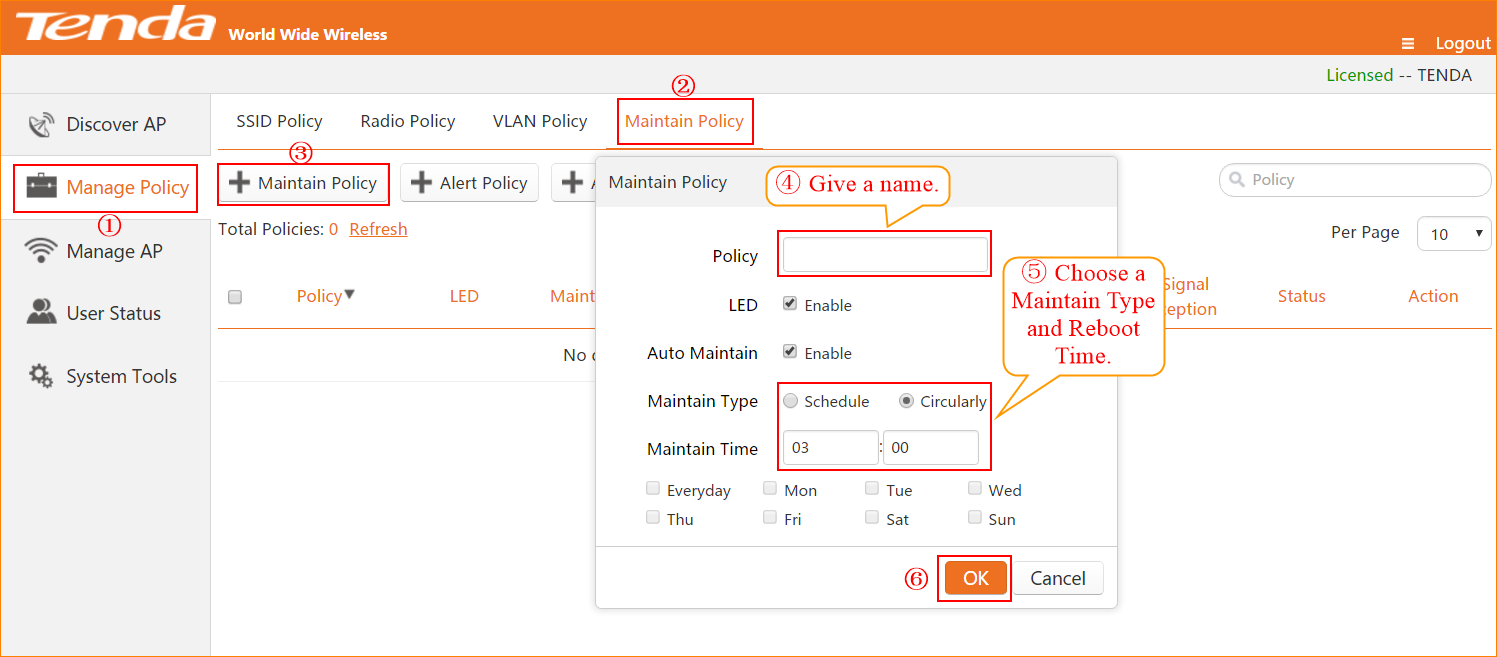 Tenda World Wide Wireless
Logout
Licensed -- TENDA
②
Discover AP
SSID Policy Radio Policy VLAN Policy Maintain Policy
③
Manage Policy
Maintain Policy Alert Policy
Maintain Policy
④ Give a name.
Policy
①
Total Policies: 0 Refresh
Per Page 10
Manage AP
Policy
⑤ Choose a
Maintain Type
and Reboot
Time.
Policy▼ LED Maint
Signal
eption
Status Action
LED Enable
User Status
No
Auto Maintain Enable
System Tools
Maintain Type Schedule Circularly
Maintain Time 03 : 00
Everyday Mon Tue Wed
Thu Fri Sat Sun
⑥ OK Cancel